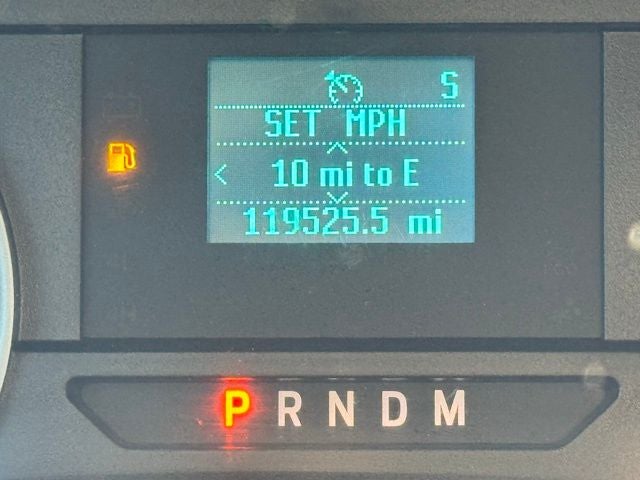 S
SET MPH
< 10 mi to E
119525.5 mi
P R N D M